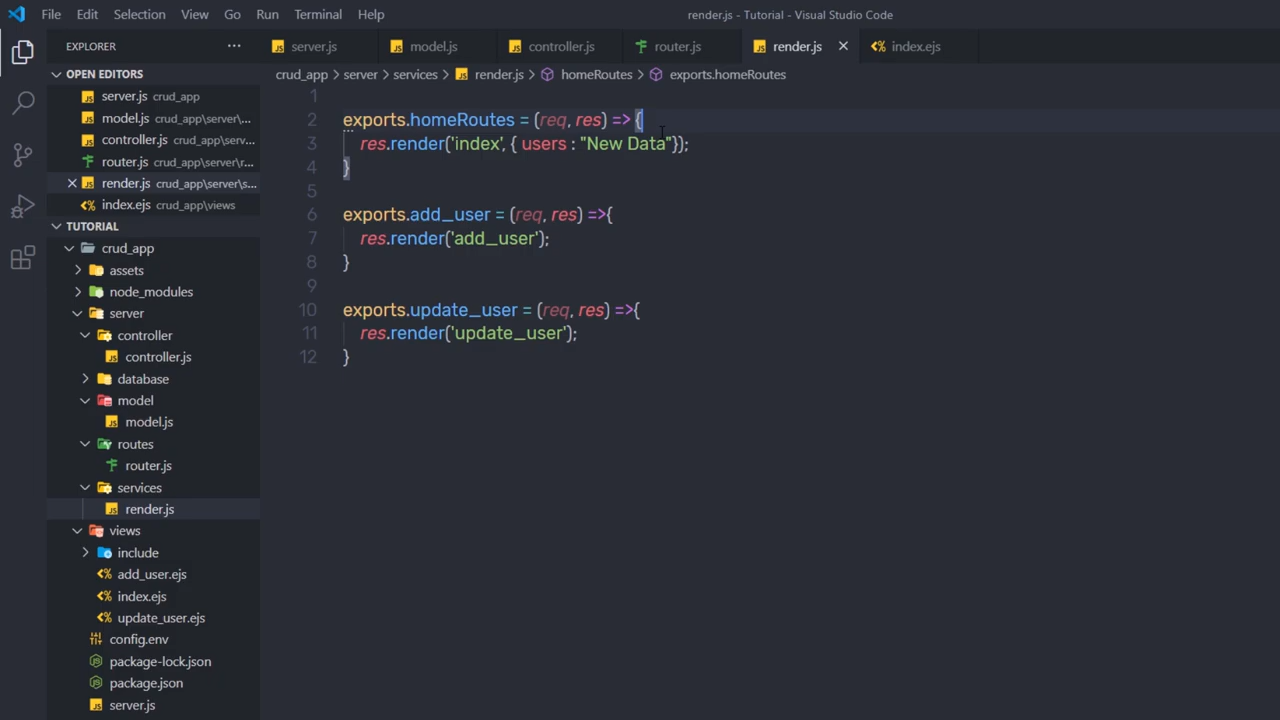 File Edit Selection View Go Run Terminal Help
render.js - Tutorial - Visual Studio Code
EXPLORER
server.js model.js controller.js router.js render.js index.ejs
crud_app > server > services > render.js > homeRoutes > exports.homeRoutes
OPEN EDITORS
server.js crud_app
model.js crud_app\server\...
controller.js crud_app\...
router.js crud_app\server\r...
render.js crud_app\server\s...
index.ejs crud_app\views
TUTORIAL
crud_app
assets
node_modules
server
controller
controller.js
database
model
model.js
routes
router.js
services
render.js
views
include
add_user.ejs
index.ejs
update_user.ejs
config.env
package-lock.json
package.json
server.js
1
2 exports.homeRoutes = (req, res) => {
3 res.render('index', { users : "New Data"});
4 }
5
6 exports.add_user = (req, res) =>{
7 res.render('add_user');
8 }
9
10 exports.update_user = (req, res) =>{
11 res.render('update_user');
12 }